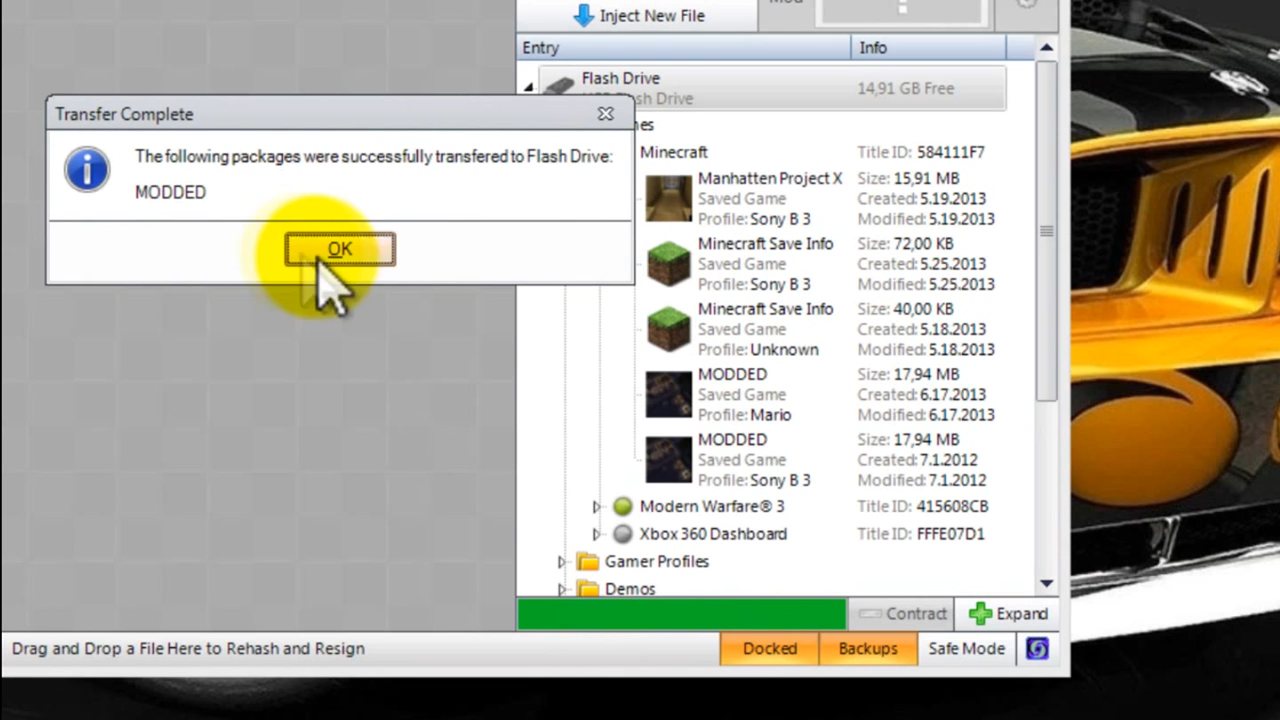 Inject New File
Mod
Entry
Info
Flash Drive
14,91 GB Free
sh Drive
Transfer Complete
The following packages were successfully transfered to Flash Drive:
MODDED
OK
es
Minecraft
Title ID: 584111F7
Manhatten Project X
Size: 15,91 MB
Saved Game
Created: 5.19.2013
Profile: Sony B 3
Modified: 5.19.2013
Minecraft Save Info
Size: 72,00 KB
Saved Game
Created: 5.25.2013
Profile: Sony B 3
Modified: 5.25.2013
Minecraft Save Info
Size: 40,00 KB
Saved Game
Created: 5.18.2013
Profile: Unknown
Modified: 5.18.2013
MODDED
Size: 17,94 MB
Saved Game
Created: 6.17.2013
Profile: Mario
Modified: 6.17.2013
MODDED
Size: 17,94 MB
Saved Game
Created: 7.1.2012
Profile: Sony B 3
Modified: 7.1.2012
Modern Warfare® 3
Title ID: 415608CB
Xbox 360 Dashboard
Title ID: FFFE07D1
Gamer Profiles
Demos
Contract
Expand
Drag and Drop a File Here to Rehash and Resign
Docked
Backups
Safe Mode